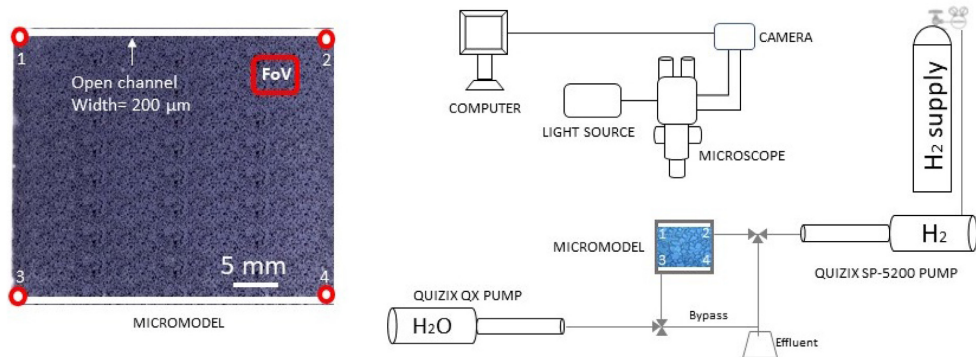 1
2
FoV
Open channel
Width= 200 µm
5 mm
3
4
MICROMODEL
CAMERA
COMPUTER
LIGHT SOURCE
MICROSCOPE
H2 supply
MICROMODEL
1 2
3 4
H2
QUIZIX SP-5200 PUMP
QUIZIX QX PUMP
H2O
Bypass
Effluent